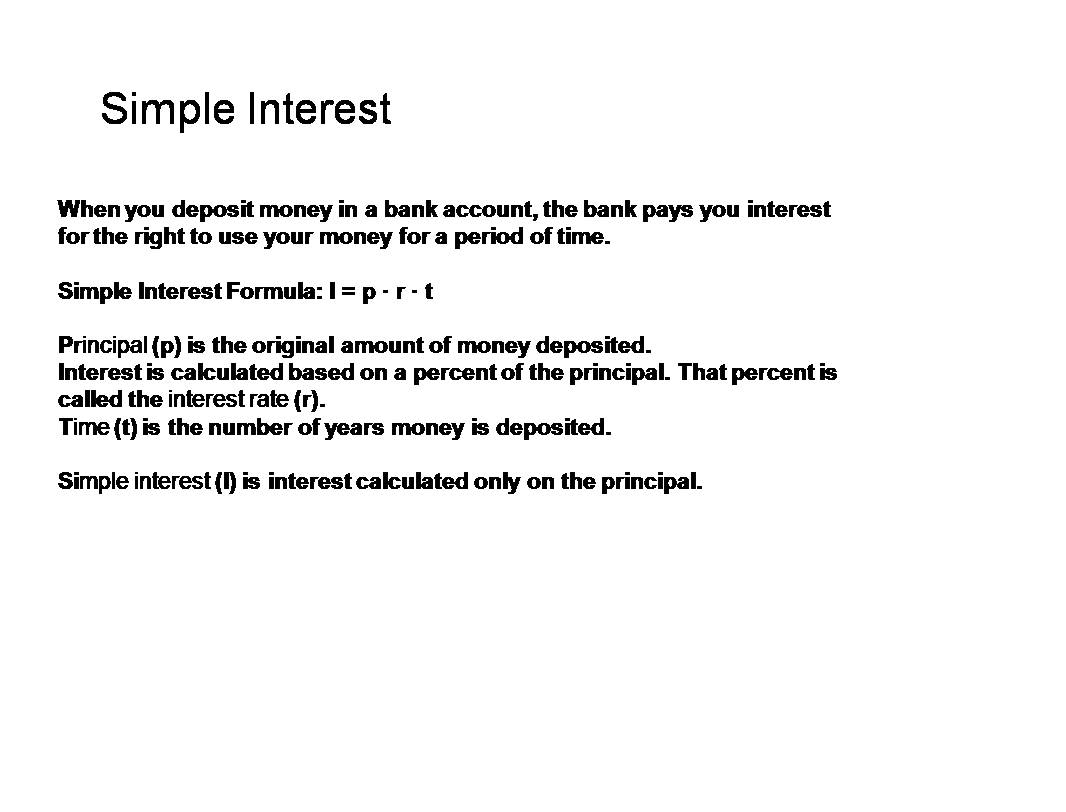 Simple Interest
When you deposit money in a bank account, the bank pays you interest
for the right to use your money for a period of time.
Simple Interest Formula: I = p · r · t
Principal (p) is the original amount of money deposited.
Interest is calculated based on a percent of the principal. That percent is
called the interest rate (r).
Time (t) is the number of years money is deposited.
Simple interest (I) is interest calculated only on the principal.